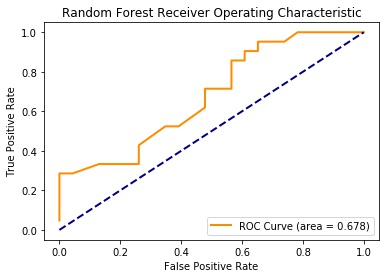 Random Forest Receiver Operating Characteristic
1.0
0.8
0.6
0.4
0.2
0.0
True Positive Rate
ROC Curve (area = 0.678)
0.0 0.2 0.4 0.6 0.8 1.0
False Positive Rate